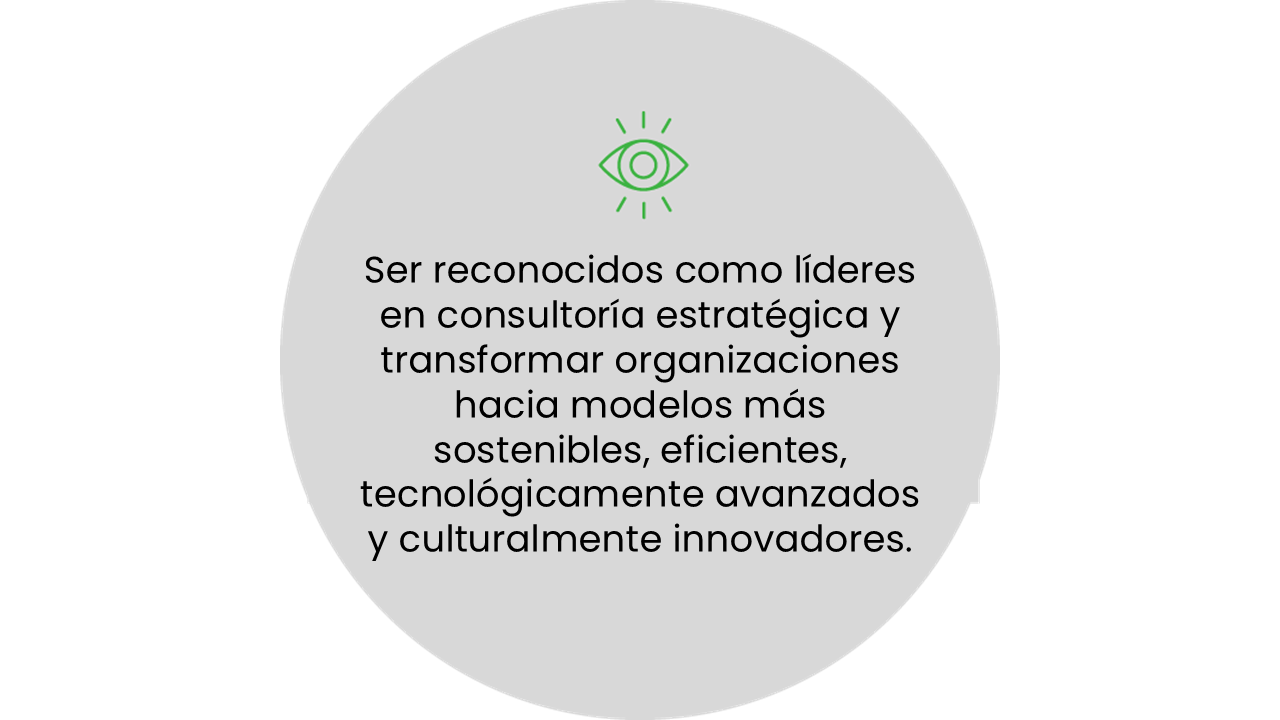 Ser reconocidos como líderes
en consultoría estratégica y
transformar organizaciones
hacia modelos más
sostenibles, eficientes,
tecnológicamente avanzados
y culturalmente innovadores.